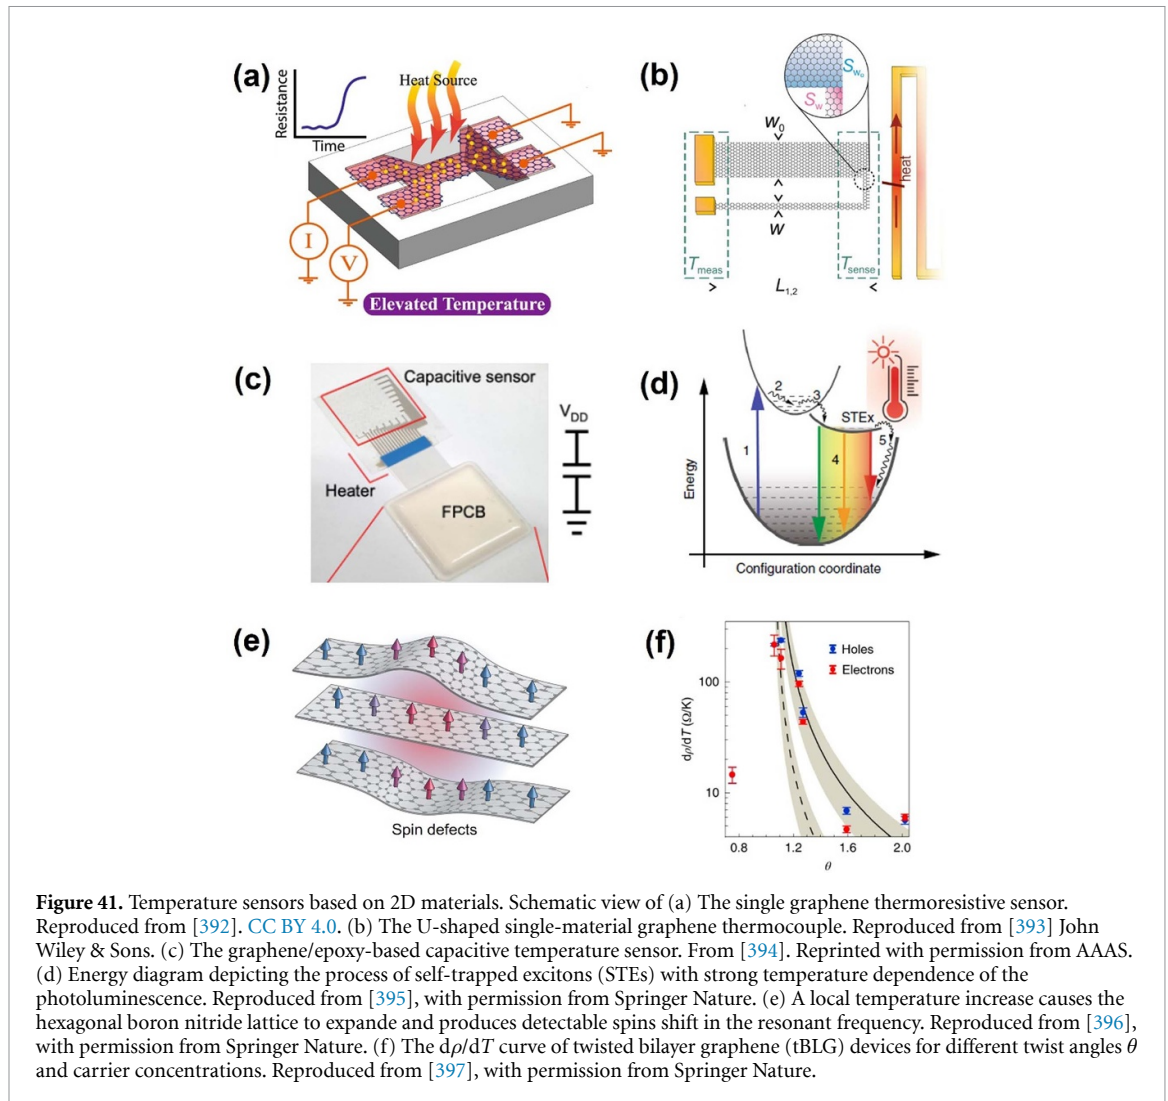 (a)
Resistance
Time
Heat Source
I
V
Elevated Temperature
(b)
Sw₀
Sw
W₀
W
Iheat
Tmeas
Tsense
L1,2
(c)
Capacitive sensor
Heater
FPCB
VDD
(d)
Energy
1
2
3
STEx
4
5
Configuration coordinate
(e)
Spin defects
(f)
dρ/dT (Ω/K)
100
10
Holes
Electrons
0.8 1.2 1.6 2.0
θ
Figure 41. Temperature sensors based on 2D materials. Schematic view of (a) The single graphene thermoresistive sensor.
Reproduced from [392]. CC BY 4.0. (b) The U-shaped single-material graphene thermocouple. Reproduced from [393] John
Wiley & Sons. (c) The graphene/epoxy-based capacitive temperature sensor. From [394]. Reprinted with permission from AAAS.
(d) Energy diagram depicting the process of self-trapped excitons (STEs) with strong temperature dependence of the
photoluminescence. Reproduced from [395], with permission from Springer Nature. (e) A local temperature increase causes the
hexagonal boron nitride lattice to expande and produces detectable spins shift in the resonant frequency. Reproduced from [396],
with permission from Springer Nature. (f) The dρ/dT curve of twisted bilayer graphene (tBLG) devices for different twist angles θ
and carrier concentrations. Reproduced from [397], with permission from Springer Nature.